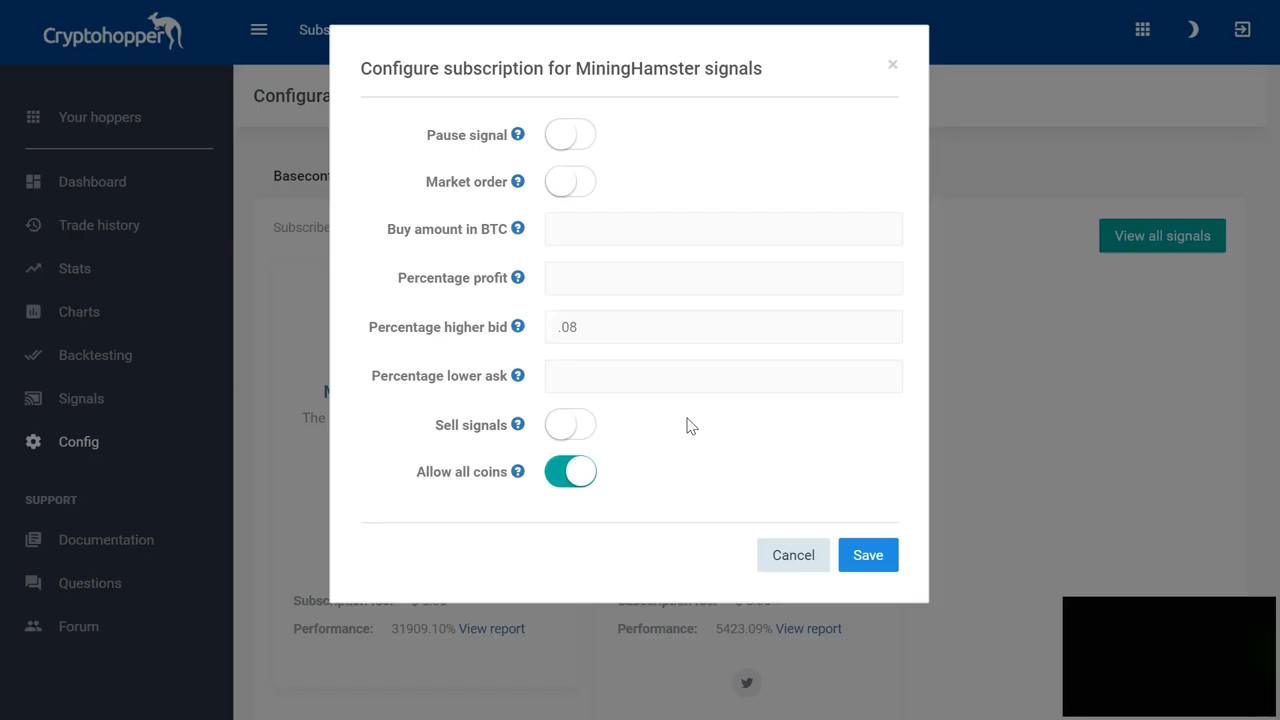 Cryptohopper
Subs
Configure subscription for MiningHamster signals
×
Your hoppers
Configura
Pause signal ?
Dashboard
Basecon
Market order ?
Trade history
Subscribe
Buy amount in BTC ?
View all signals
Stats
Percentage profit ?
Charts
Percentage higher bid ?
.08
Backtesting
Percentage lower ask ?
M
Signals
The
Sell signals ?
Config
Allow all coins ?
SUPPORT
Documentation
Cancel
Save
Questions
Forum
Performance: 31909.10% View report
Performance: 5423.09% View report